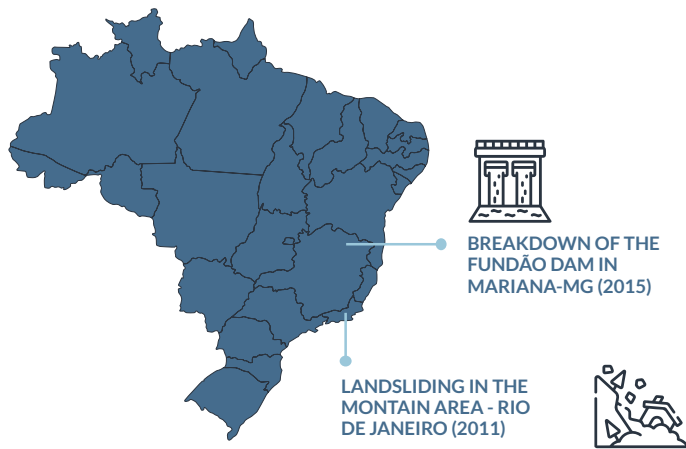 BREAKDOWN OF THE
FUNDÃO DAM IN
MARIANA-MG (2015)
LANDSLIDING IN THE
MONTAIN AREA - RIO
DE JANEIRO (2011)